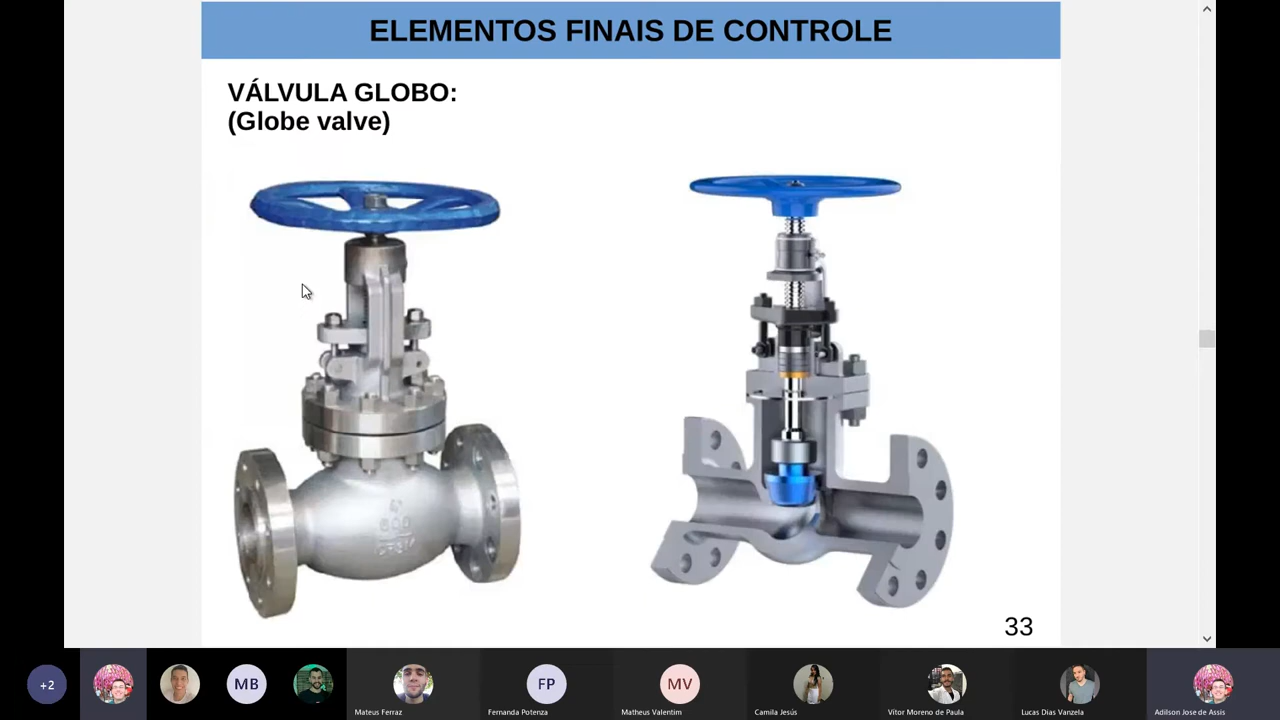 ELEMENTOS FINAIS DE CONTROLE
VÁLVULA GLOBO:
(Globe valve)
33
+2
MB
FP
MV
Mateus Ferraz
Fernanda Potenza
Matheus Valentim
Camila Jesús
Vítor Moreno de Paula
Lucas Dias Vanzela
Adilson Jose de Assis